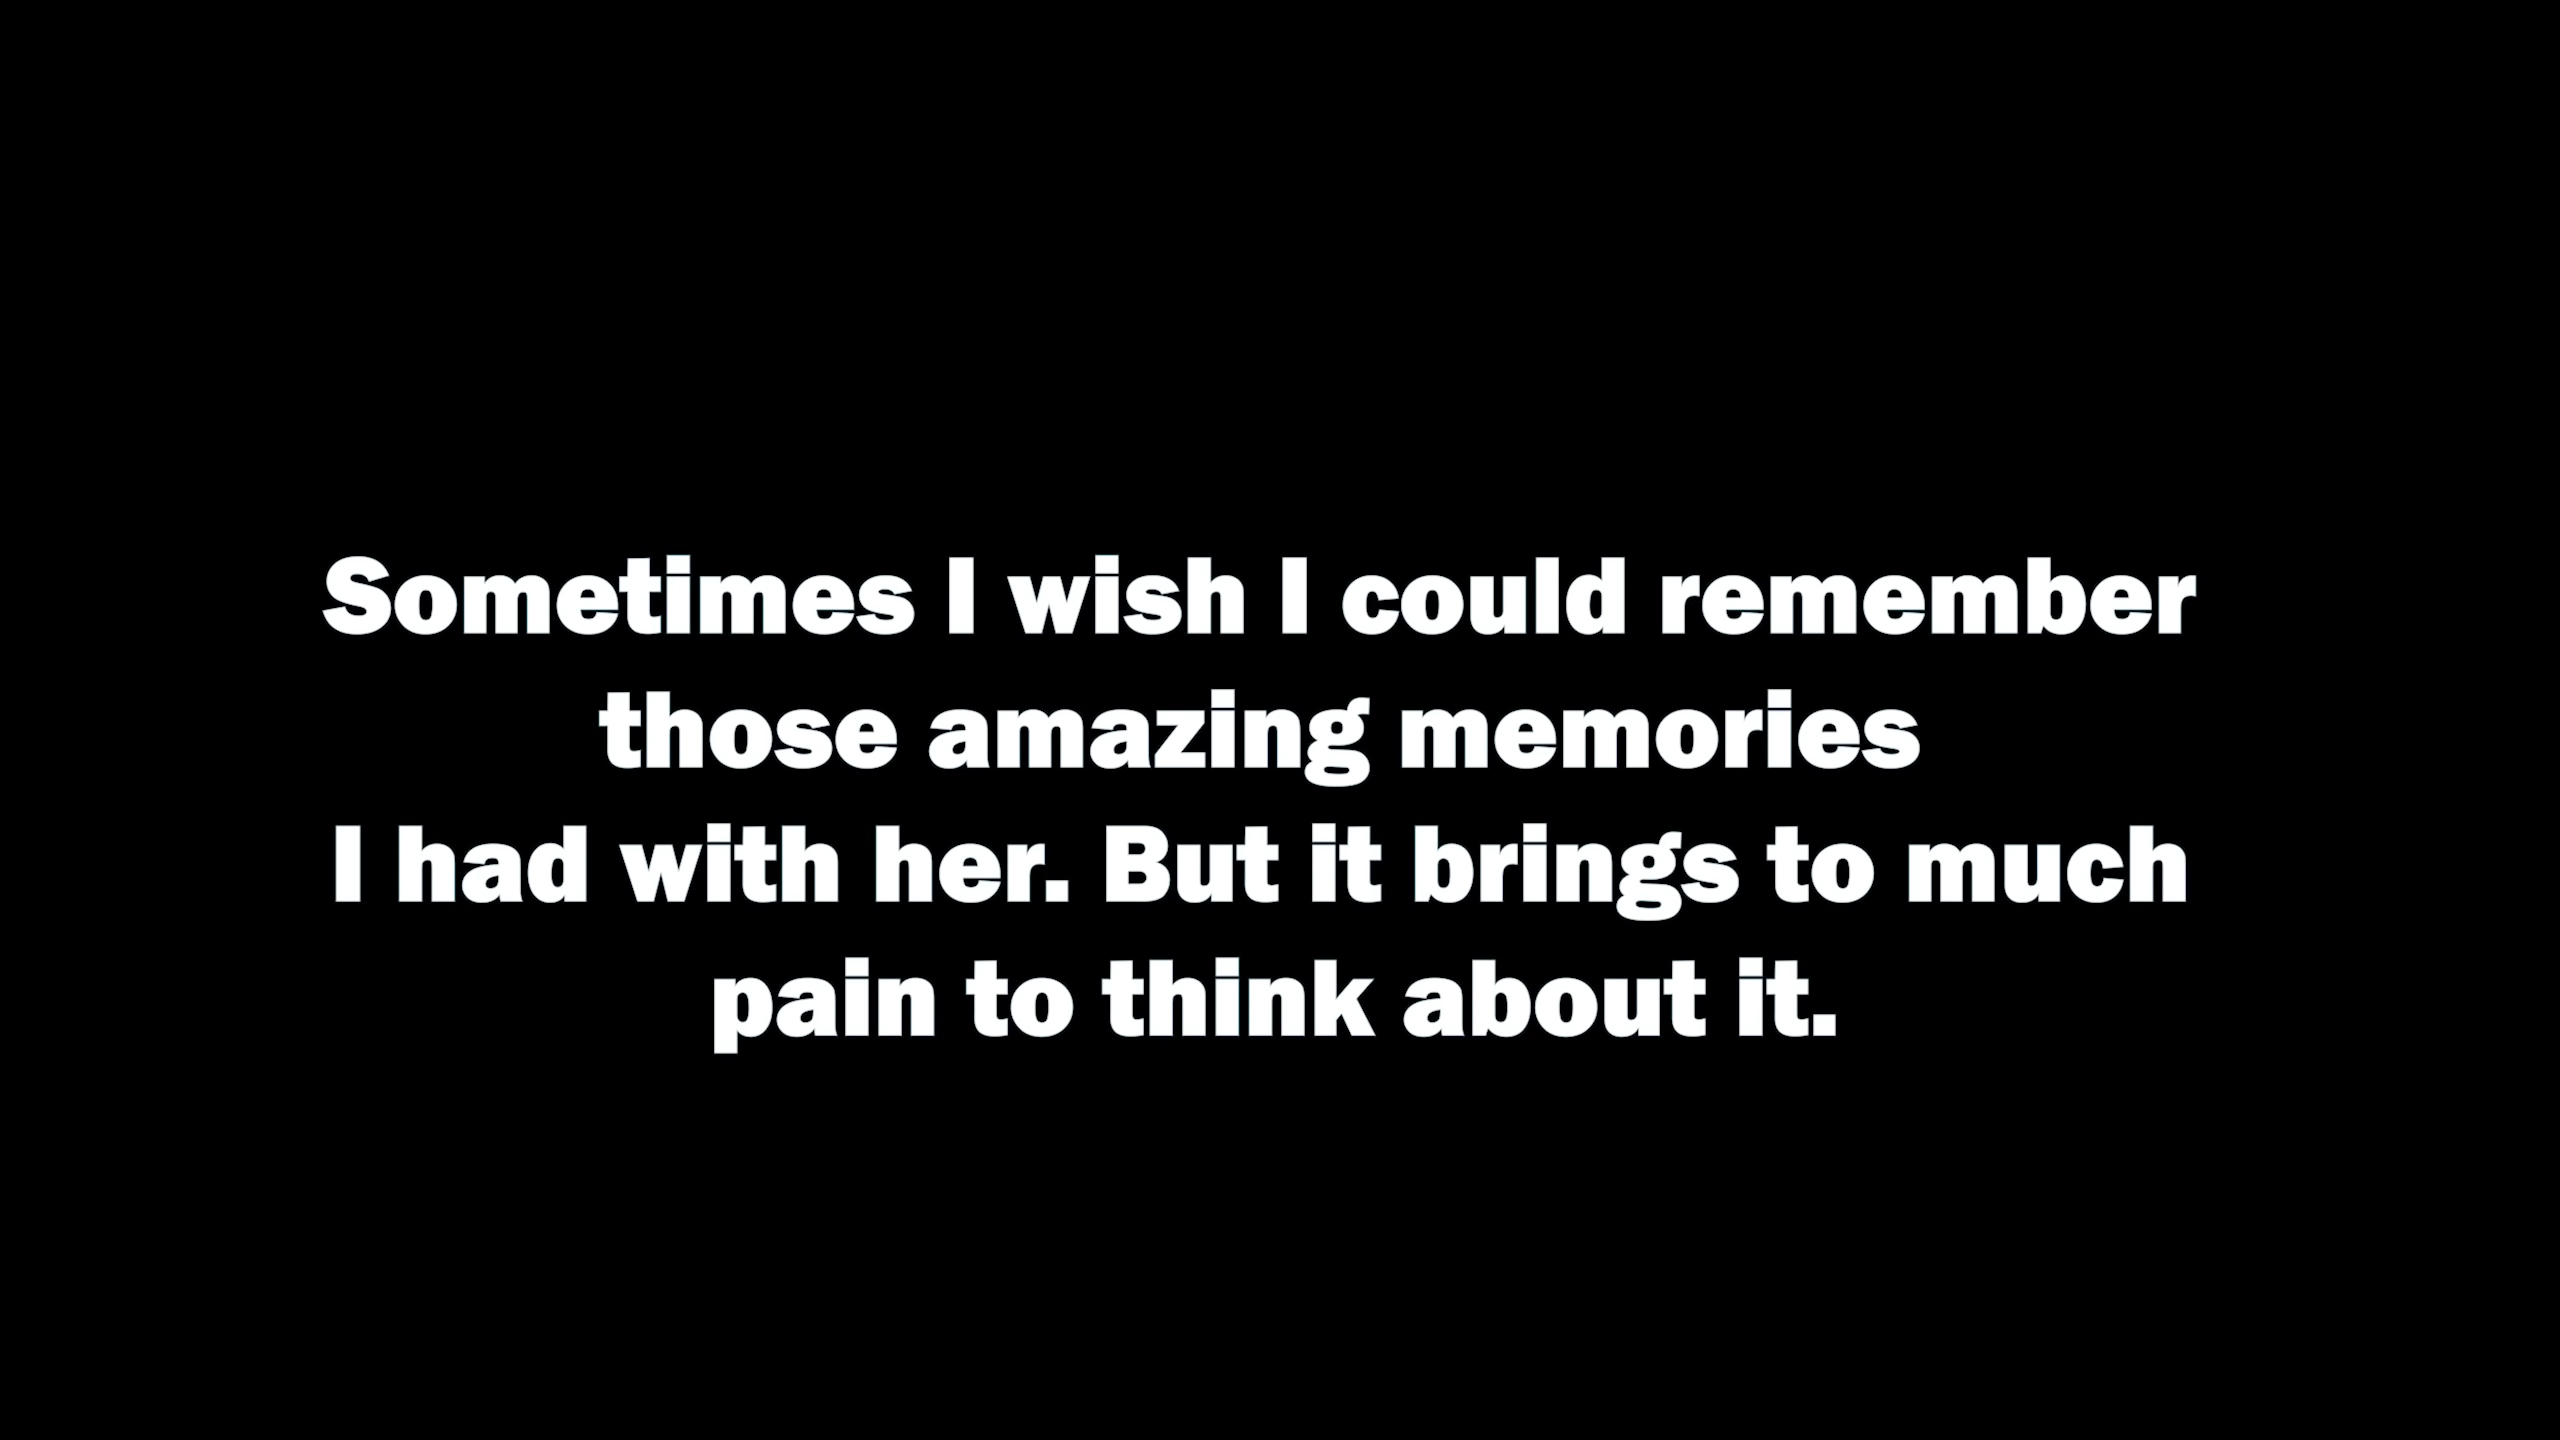 Sometimes I wish I could remember
those amazing memories
I had with her. But it brings to much
pain to think about it.